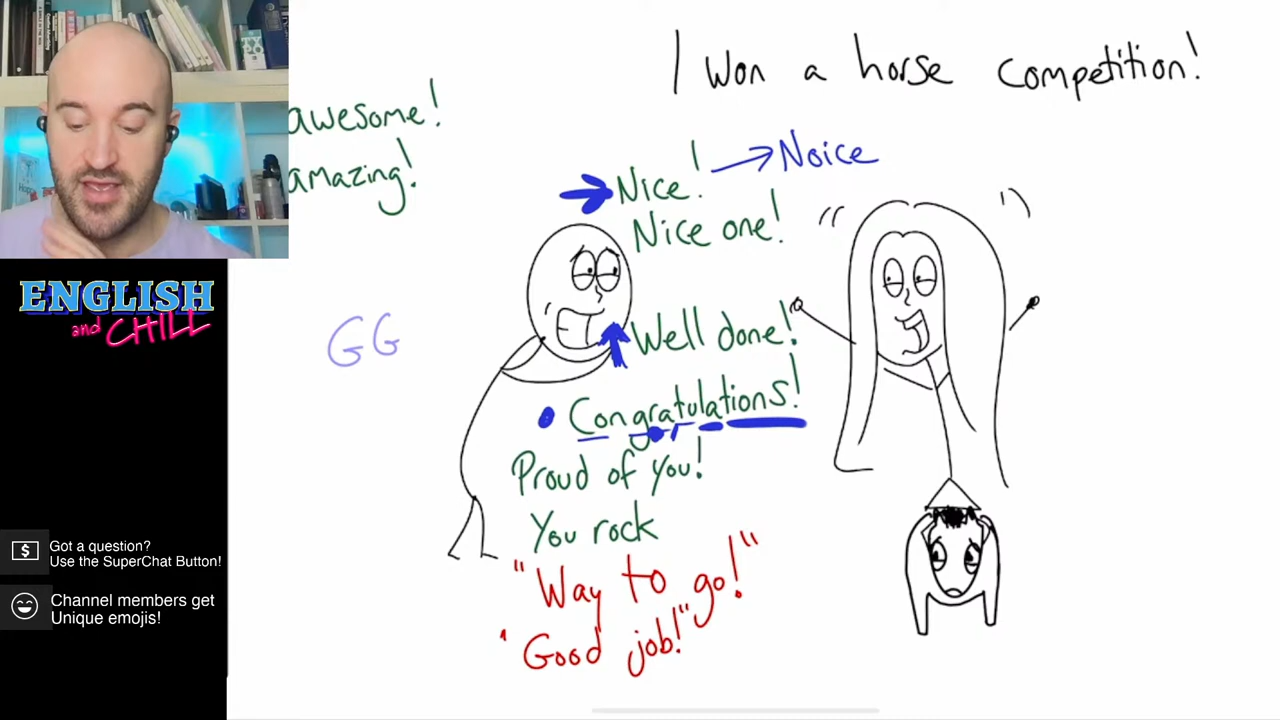 I won a horse competition!
awesome!
amazing!
Nice! → Noice
Nice one!
GG
Well done!
Congratulations!
Proud of you!
You rock
"Way to go!"
"Good job!"
ENGLISH
and CHILL
Got a question?
Use the SuperChat Button!
Channel members get
Unique emojis!